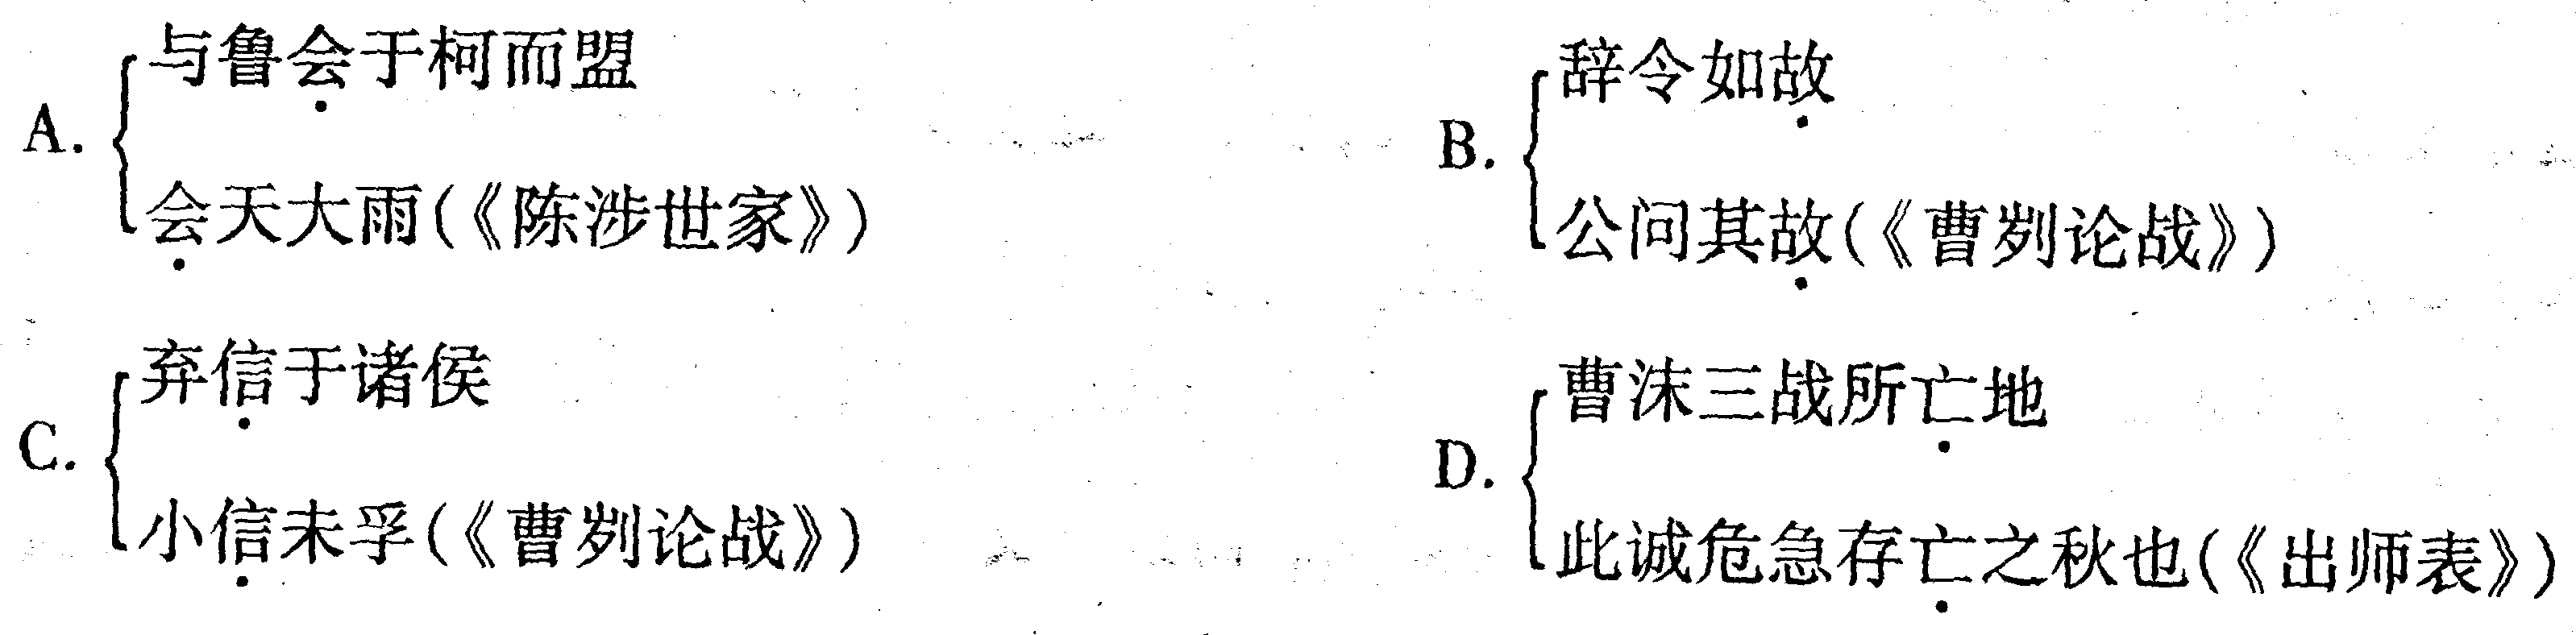 A. 与鲁会于柯而盟
会天大雨(《陈涉世家》)
B. 辞令如故
公问其故(《曹刿论战》)
C. 弃信于诸侯
小信未孚(《曹刿论战》)
D. 曹沫三战所亡地
此诚危急存亡之秋也(《出师表》)